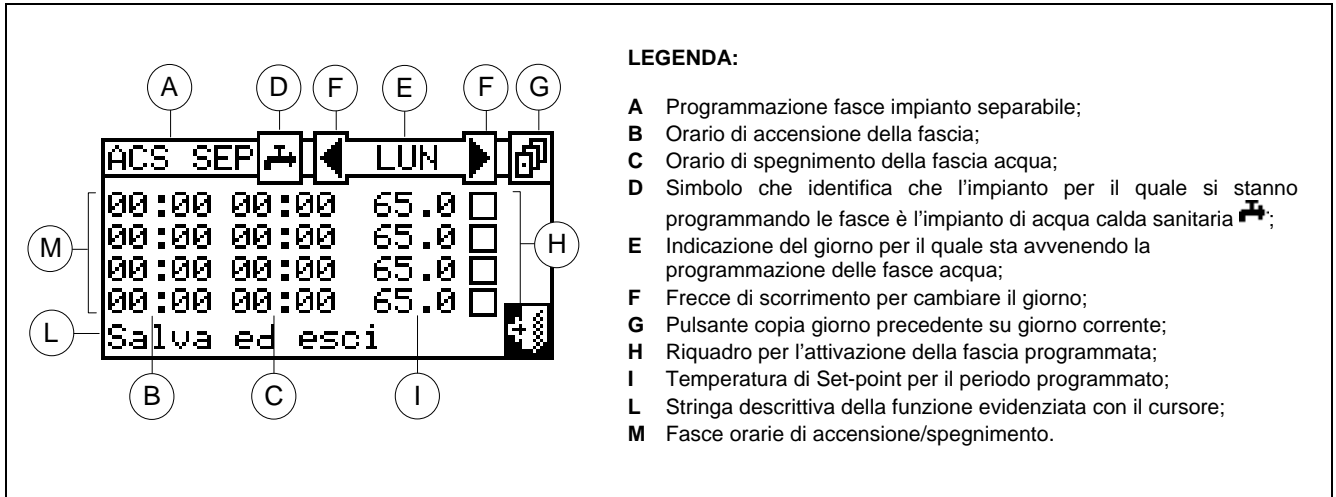 A D F E F G
ACS SEP LUN
00:00 00:00 65.0
00:00 00:00 65.0
00:00 00:00 65.0
00:00 00:00 65.0
Salva ed esci
M
H
L
B C I
LEGENDA:
A Programmazione fasce impianto separabile;
B Orario di accensione della fascia;
C Orario di spegnimento della fascia acqua;
D Simbolo che identifica che l'impianto per il quale si stanno
programmando le fasce è l'impianto di acqua calda sanitaria ;
E Indicazione del giorno per il quale sta avvenendo la
programmazione delle fasce acqua;
F Frecce di scorrimento per cambiare il giorno;
G Pulsante copia giorno precedente su giorno corrente;
H Riquadro per l'attivazione della fascia programmata;
I Temperatura di Set-point per il periodo programmato;
L Stringa descrittiva della funzione evidenziata con il cursore;
M Fasce orarie di accensione/spegnimento.